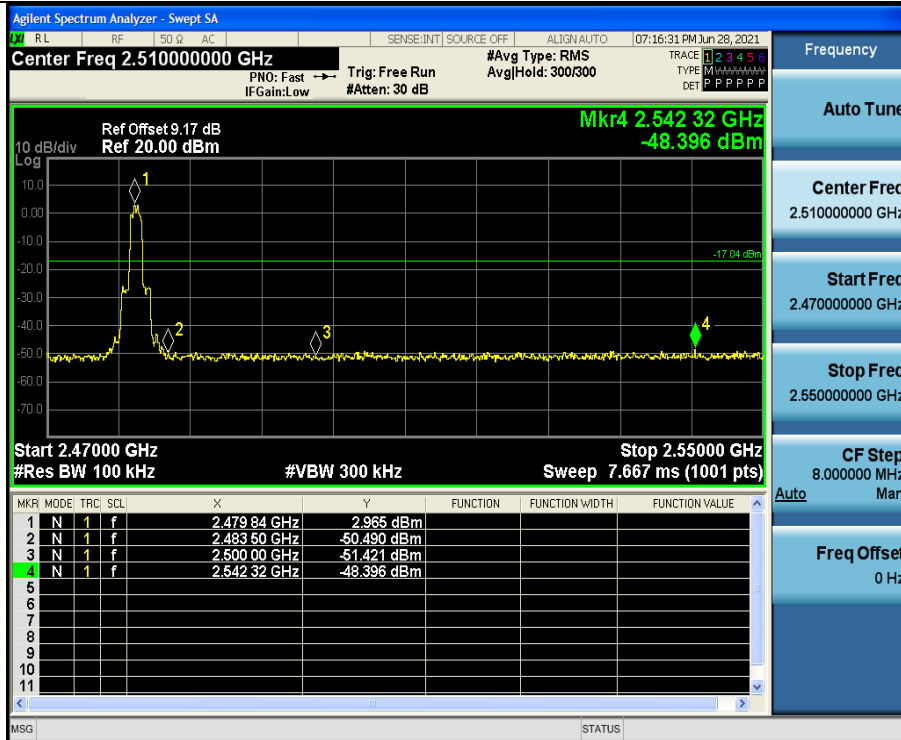 Agilent Spectrum Analyzer - Swept SA
LXI RL RF 50 Ω AC SENSE:INT SOURCE OFF ALIGN AUTO 07:16:31 PM Jun 28, 2021
Center Freq 2.510000000 GHz
PNO: Fast
IFGain:Low
Trig: Free Run
#Atten: 30 dB
#Avg Type: RMS
Avg|Hold: 300/300
TRACE 1 2 3 4 5 6
TYPE M
DET P P P P P P
Ref Offset 9.17 dB
10 dB/div Ref 20.00 dBm
Log
Mkr4 2.542 32 GHz
-48.396 dBm
10.0
0.00
-10.0
-20.0
-30.0
-40.0
-50.0
-60.0
-70.0
1
2
3
4
-17.04 dBm
Start 2.47000 GHz Stop 2.55000 GHz
#Res BW 100 kHz #VBW 300 kHz Sweep 7.667 ms (1001 pts)
MKR MODE TRC SCL X Y FUNCTION FUNCTION WIDTH FUNCTION VALUE
1 N 1 f 2.479 84 GHz 2.965 dBm
2 N 1 f 2.483 50 GHz -50.490 dBm
3 N 1 f 2.500 00 GHz -51.421 dBm
4 N 1 f 2.542 32 GHz -48.396 dBm
5
6
7
8
9
10
11
MSG STATUS
Frequency
Auto Tune
Center Freq
2.510000000 GHz
Start Freq
2.470000000 GHz
Stop Freq
2.550000000 GHz
CF Step
8.000000 MHz
Auto Man
Freq Offset
0 Hz